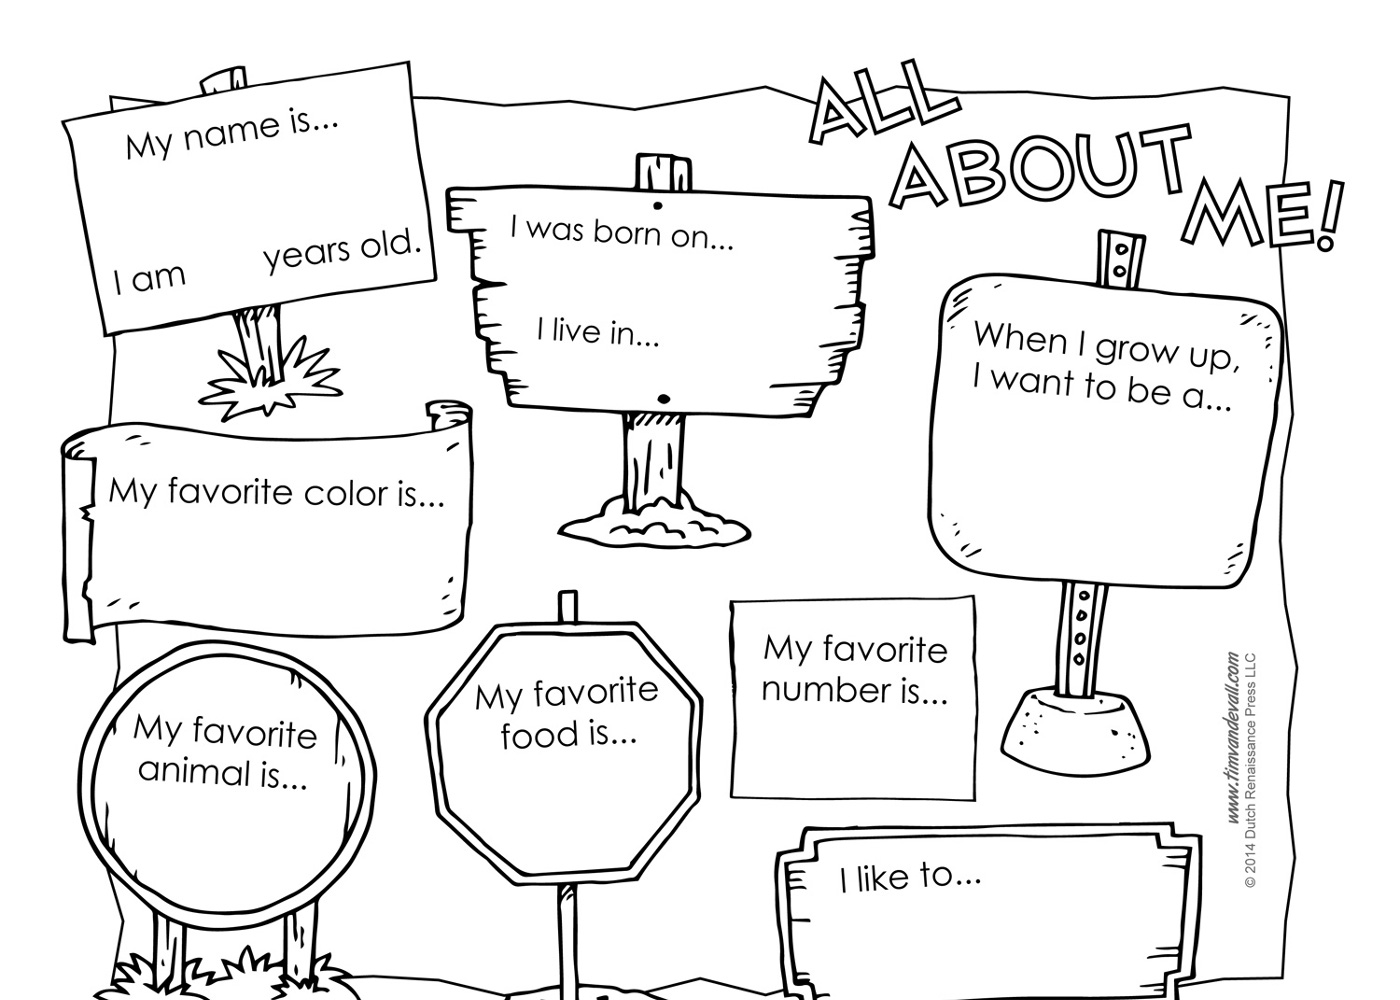 ALL
ABOUT
ME!
My name is...
I am years old.
I was born on...
I live in...
When I grow up,
I want to be a...
My favorite color is...
My favorite
animal is...
My favorite
food is...
My favorite
number is...
I like to...
www.timvandevall.com
© 2014 Dutch Renaissance Press LLC